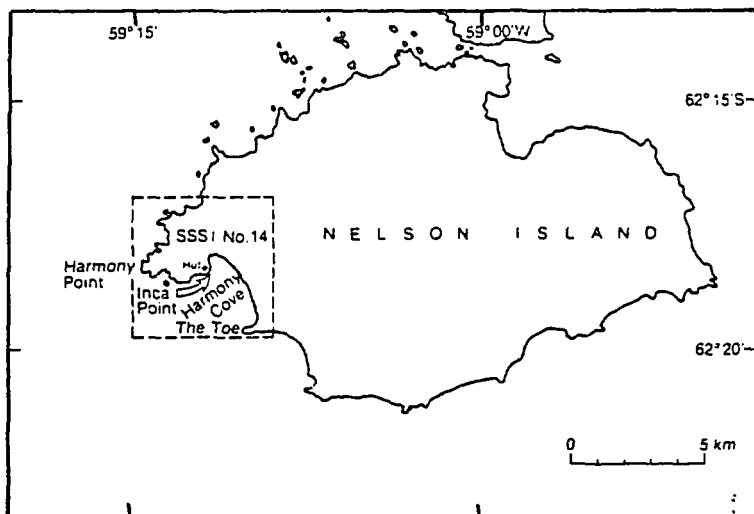 59° 15'
59° 00'W
62° 15'S
SSSI No.14
NELSON ISLAND
Hut
Harmony
Point
Inca
Point
Harmony
Cove
The Toe
62° 20'
0 5 km